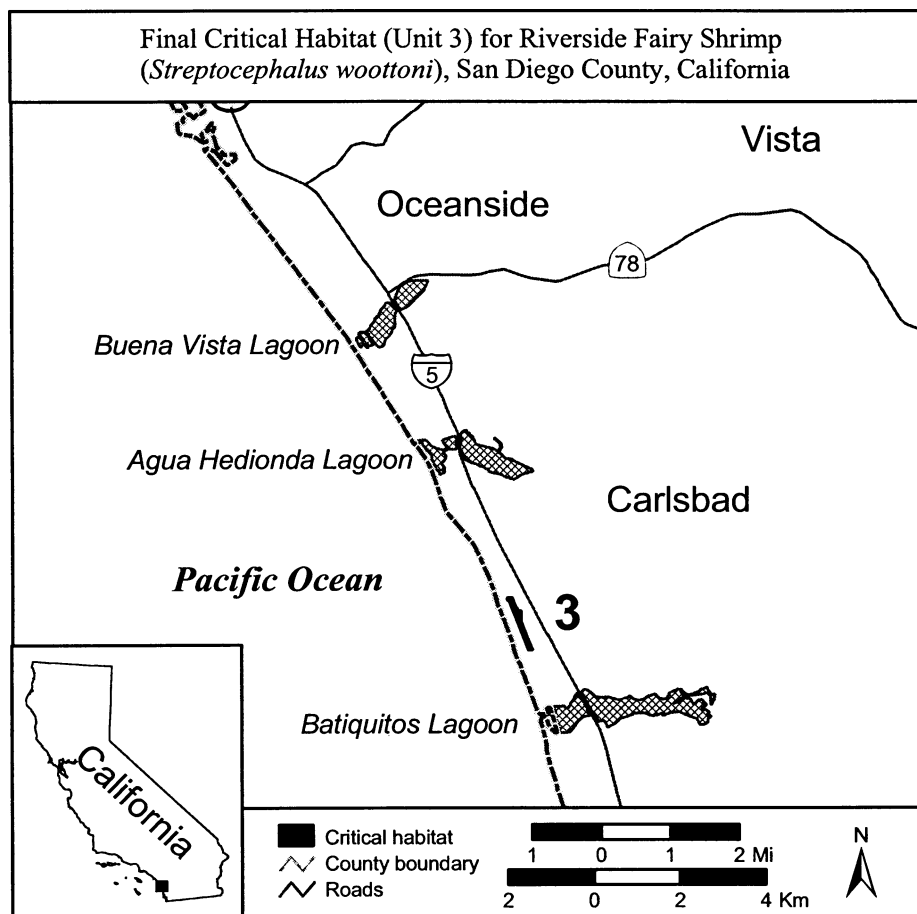 Final Critical Habitat (Unit 3) for Riverside Fairy Shrimp
(Streptocephalus woottoni), San Diego County, California
Vista
Oceanside
78
Buena Vista Lagoon
5
Agua Hedionda Lagoon
Carlsbad
Pacific Ocean
3
Batiquitos Lagoon
California
Critical habitat
County boundary
Roads
1 0 1 2 Mi
2 0 2 4 Km
N